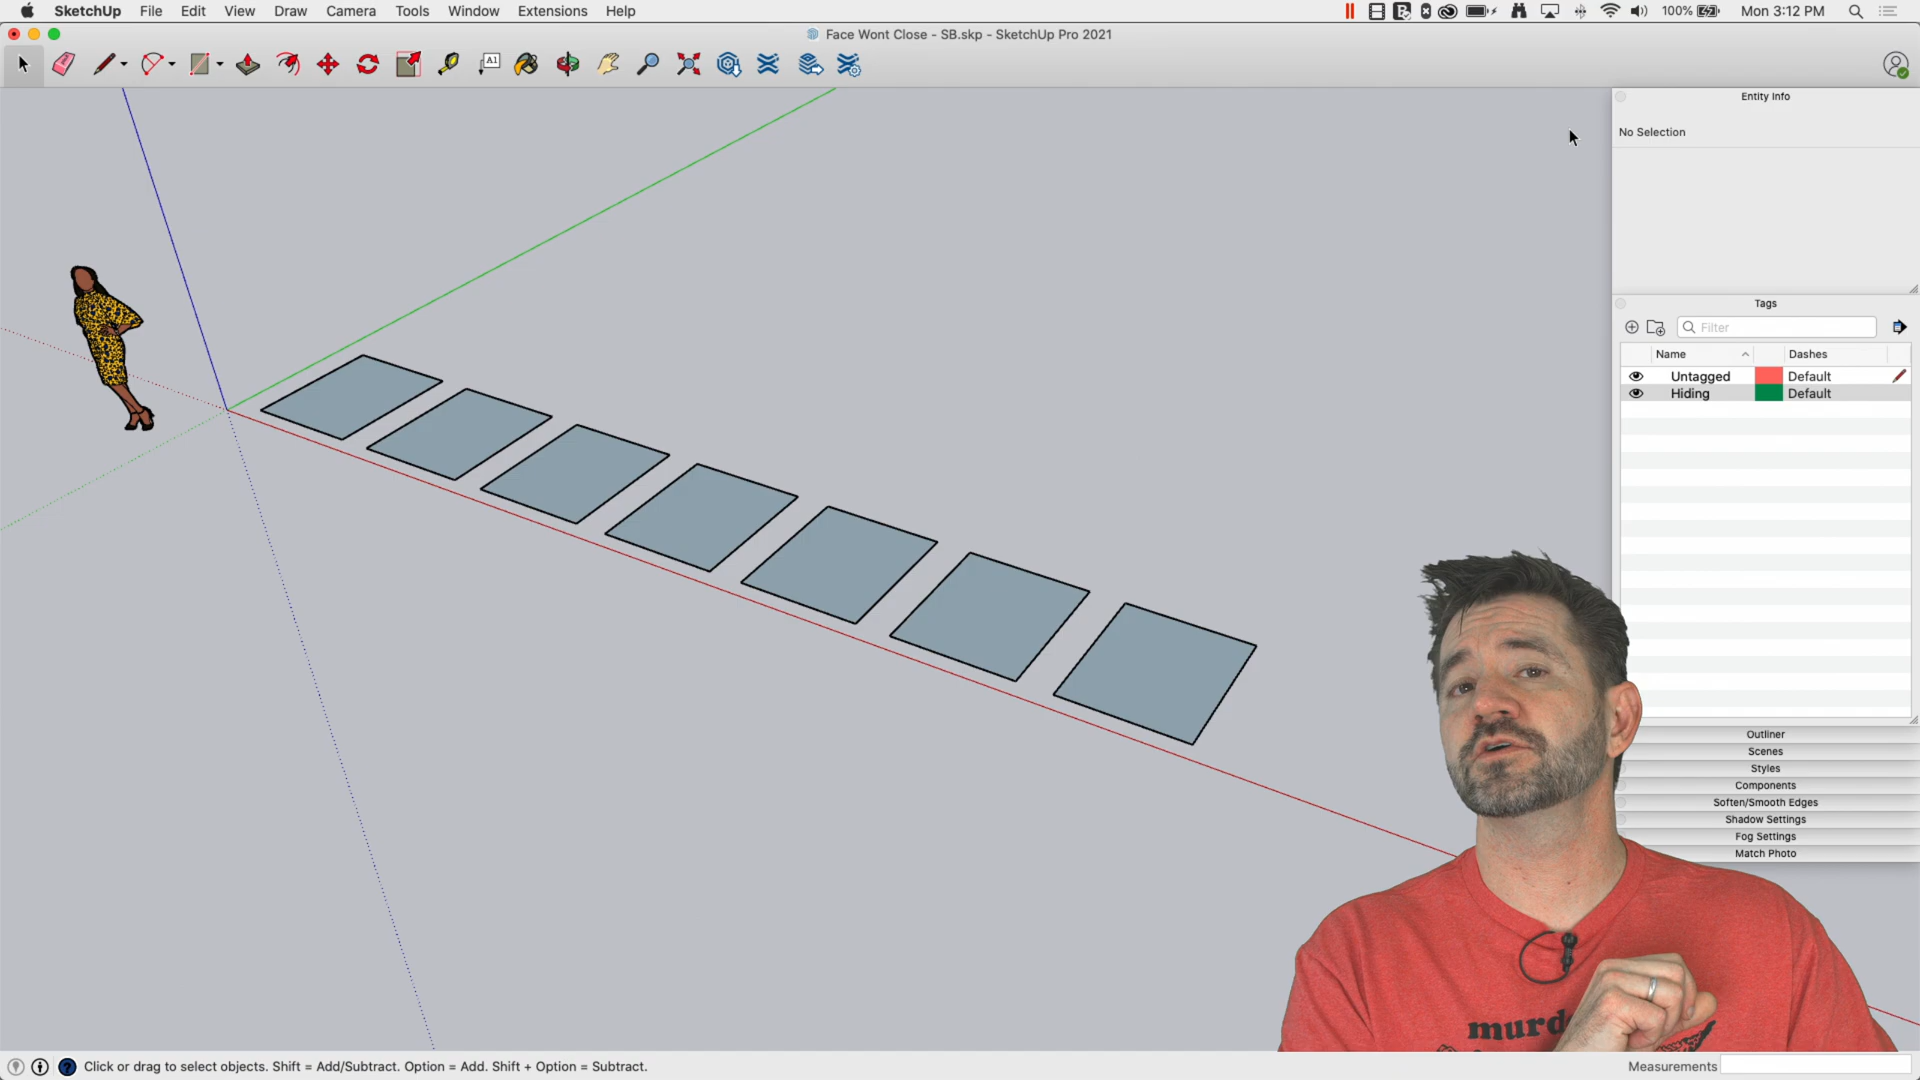 SketchUp File Edit View Draw Camera Tools Window Extensions Help
100% Mon 3:12 PM
Face Wont Close - SB.skp - SketchUp Pro 2021
A1
Entity Info
No Selection
Tags
Filter
Name Dashes
Untagged Default
Hiding Default
Outliner
Scenes
Styles
Components
Soften/Smooth Edges
Shadow Settings
Fog Settings
Match Photo
murd
Click or drag to select objects. Shift = Add/Subtract. Option = Add. Shift + Option = Subtract.
Measurements